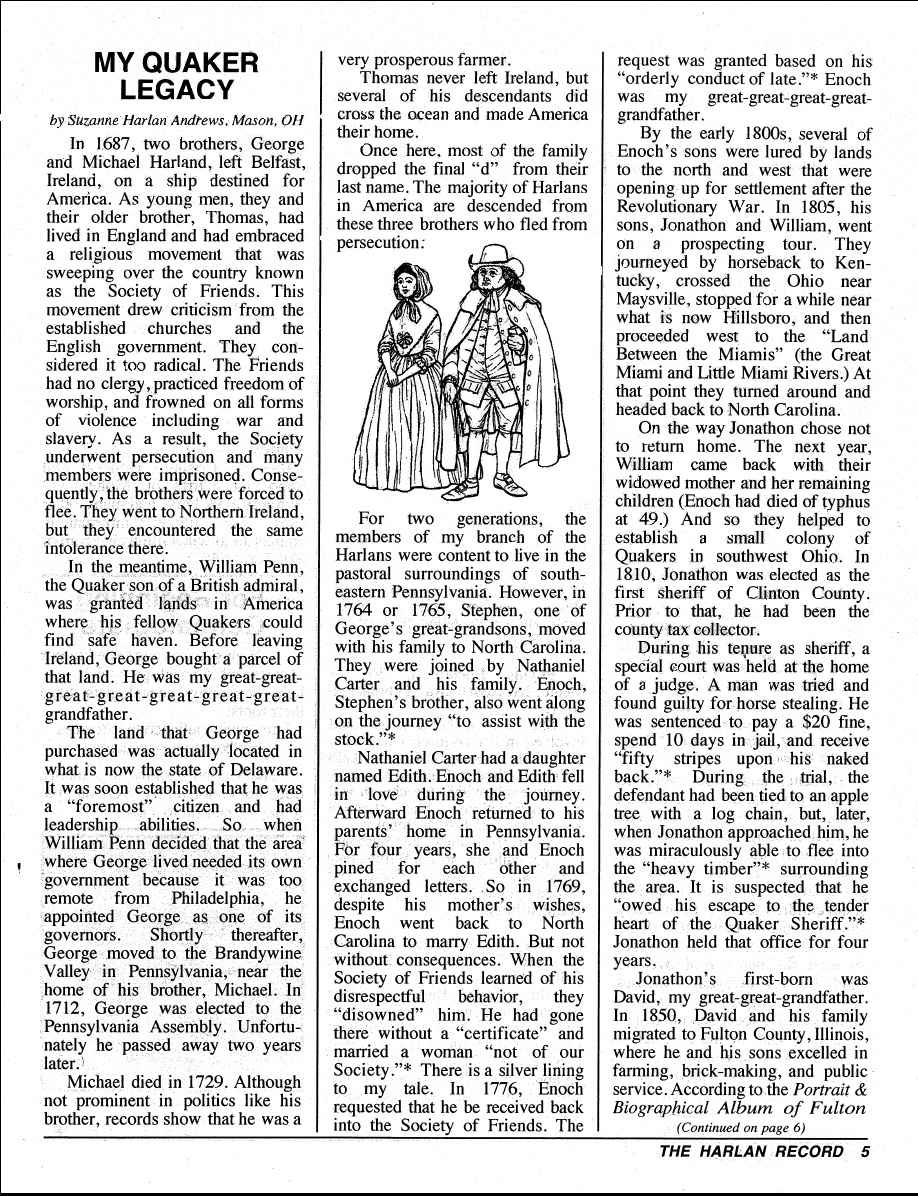 MY QUAKER
LEGACY
by Suzanne Harlan Andrews, Mason, OH
In 1687, two brothers, George
and Michael Harland, left Belfast,
Ireland, on a ship destined for
America. As young men, they and
their older brother, Thomas, had
lived in England and had embraced
a religious movement that was
sweeping over the country known
as the Society of Friends. This
movement drew criticism from the
established churches and the
English government. They con-
sidered it too radical. The Friends
had no clergy, practiced freedom of
worship, and frowned on all forms
of violence including war and
slavery. As a result, the Society
underwent persecution and many
members were imprisoned. Conse-
quently, the brothers were forced to
flee. They went to Northern Ireland,
but they encountered the same
intolerance there.
In the meantime, William Penn,
the Quaker son of a British admiral,
was granted lands in America
where his fellow Quakers could
find safe haven. Before leaving
Ireland, George bought a parcel of
that land. He was my great-great-
great-great-great-great-great-
grandfather.
The land that George had
purchased was actually located in
what is now the state of Delaware.
It was soon established that he was
a "foremost" citizen and had
leadership abilities. So when
William Penn decided that the area
where George lived needed its own
government because it was too
remote from Philadelphia, he
appointed George as one of its
governors. Shortly thereafter,
George moved to the Brandywine
Valley in Pennsylvania, near the
home of his brother, Michael. In
1712, George was elected to the
Pennsylvania Assembly. Unfortu-
nately he passed away two years
later.
Michael died in 1729. Although
not prominent in politics like his
brother, records show that he was a
very prosperous farmer.
Thomas never left Ireland, but
several of his descendants did
cross the ocean and made America
their home.
Once here, most of the family
dropped the final "d" from their
last name. The majority of Harlans
in America are descended from
these three brothers who fled from
persecution.
For two generations, the
members of my branch of the
Harlans were content to live in the
pastoral surroundings of south-
eastern Pennsylvania. However, in
1764 or 1765, Stephen, one of
George's great-grandsons, moved
with his family to North Carolina.
They were joined by Nathaniel
Carter and his family. Enoch,
Stephen's brother, also went along
on the journey "to assist with the
stock."*
Nathaniel Carter had a daughter
named Edith. Enoch and Edith fell
in love during the journey.
Afterward Enoch returned to his
parents' home in Pennsylvania.
For four years, she and Enoch
pined for each other and
exchanged letters. So in 1769,
despite his mother's wishes,
Enoch went back to North
Carolina to marry Edith. But not
without consequences. When the
Society of Friends learned of his
disrespectful behavior, they
"disowned" him. He had gone
there without a "certificate" and
married a woman "not of our
Society."* There is a silver lining
to my tale. In 1776, Enoch
requested that he be received back
into the Society of Friends. The
request was granted based on his
"orderly conduct of late."* Enoch
was my great-great-great-great-
grandfather.
By the early 1800s, several of
Enoch's sons were lured by lands
to the north and west that were
opening up for settlement after the
Revolutionary War. In 1805, his
sons, Jonathon and William, went
on a prospecting tour. They
journeyed by horseback to Ken-
tucky, crossed the Ohio near
Maysville, stopped for a while near
what is now Hillsboro, and then
proceeded west to the "Land
Between the Miamis" (the Great
Miami and Little Miami Rivers.) At
that point they turned around and
headed back to North Carolina.
On the way Jonathon chose not
to return home. The next year,
William came back with their
widowed mother and her remaining
children (Enoch had died of typhus
at 49.) And so they helped to
establish a small colony of
Quakers in southwest Ohio. In
1810, Jonathon was elected as the
first sheriff of Clinton County.
Prior to that, he had been the
county tax collector.
During his tenure as sheriff, a
special court was held at the home
of a judge. A man was tried and
found guilty for horse stealing. He
was sentenced to pay a $20 fine,
spend 10 days in jail, and receive
"fifty stripes upon his naked
back."* During the trial, the
defendant had been tied to an apple
tree with a log chain, but, later,
when Jonathon approached him, he
was miraculously able to flee into
the "heavy timber"* surrounding
the area. It is suspected that he
"owed his escape to the tender
heart of the Quaker Sheriff."*
Jonathon held that office for four
years.
Jonathon's first-born was
David, my great-great-grandfather.
In 1850, David and his family
migrated to Fulton County, Illinois,
where he and his sons excelled in
farming, brick-making, and public
service. According to the Portrait &
Biographical Album of Fulton
(Continued on page 6)
THE HARLAN RECORD 5